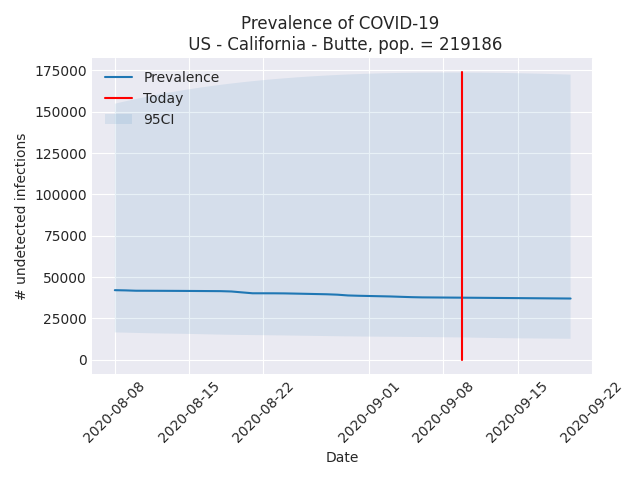 Prevalence of COVID-19
US - California - Butte, pop. = 219186
175000
150000
125000
100000
75000
50000
25000
0
# undetected infections
Prevalence
Today
95CI
2020-08-08
2020-08-15
2020-08-22
2020-09-01
2020-09-08
2020-09-15
2020-09-22
Date